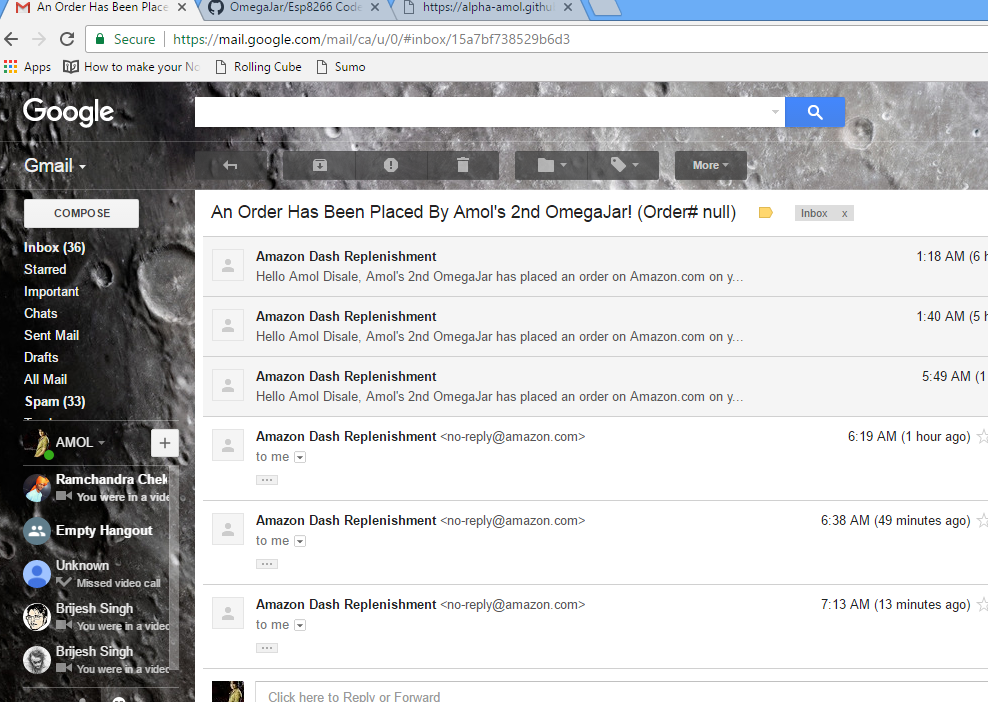 An Order Has Been Place
OmegaJar/Esp8266 Code
https://alpha-amol.githu
Secure
https://mail.google.com/mail/ca/u/0/#inbox/15a7bf738529b6d3
Apps
How to make your No
Rolling Cube
Sumo
Google
Gmail
More
COMPOSE
An Order Has Been Placed By Amol's 2nd OmegaJar! (Order# null)
Inbox x
Inbox (36)
Starred
Important
Chats
Sent Mail
Drafts
All Mail
Spam (33)
AMOL
Ramchandra Chek
You were in a vide
Empty Hangout
Unknown
Missed video call
Brijesh Singh
You were in a videc
Brijesh Singh
You were in a videc
Amazon Dash Replenishment
1:18 AM (6 h
Hello Amol Disale, Amol's 2nd OmegaJar has placed an order on Amazon.com on y...
Amazon Dash Replenishment
1:40 AM (5 h
Hello Amol Disale, Amol's 2nd OmegaJar has placed an order on Amazon.com on y...
Amazon Dash Replenishment
5:49 AM (1
Hello Amol Disale, Amol's 2nd OmegaJar has placed an order on Amazon.com on y...
Amazon Dash Replenishment <no-reply@amazon.com>
6:19 AM (1 hour ago)
to me
Amazon Dash Replenishment <no-reply@amazon.com>
6:38 AM (49 minutes ago)
to me
Amazon Dash Replenishment <no-reply@amazon.com>
7:13 AM (13 minutes ago)
to me
Click here to Reply or Forward